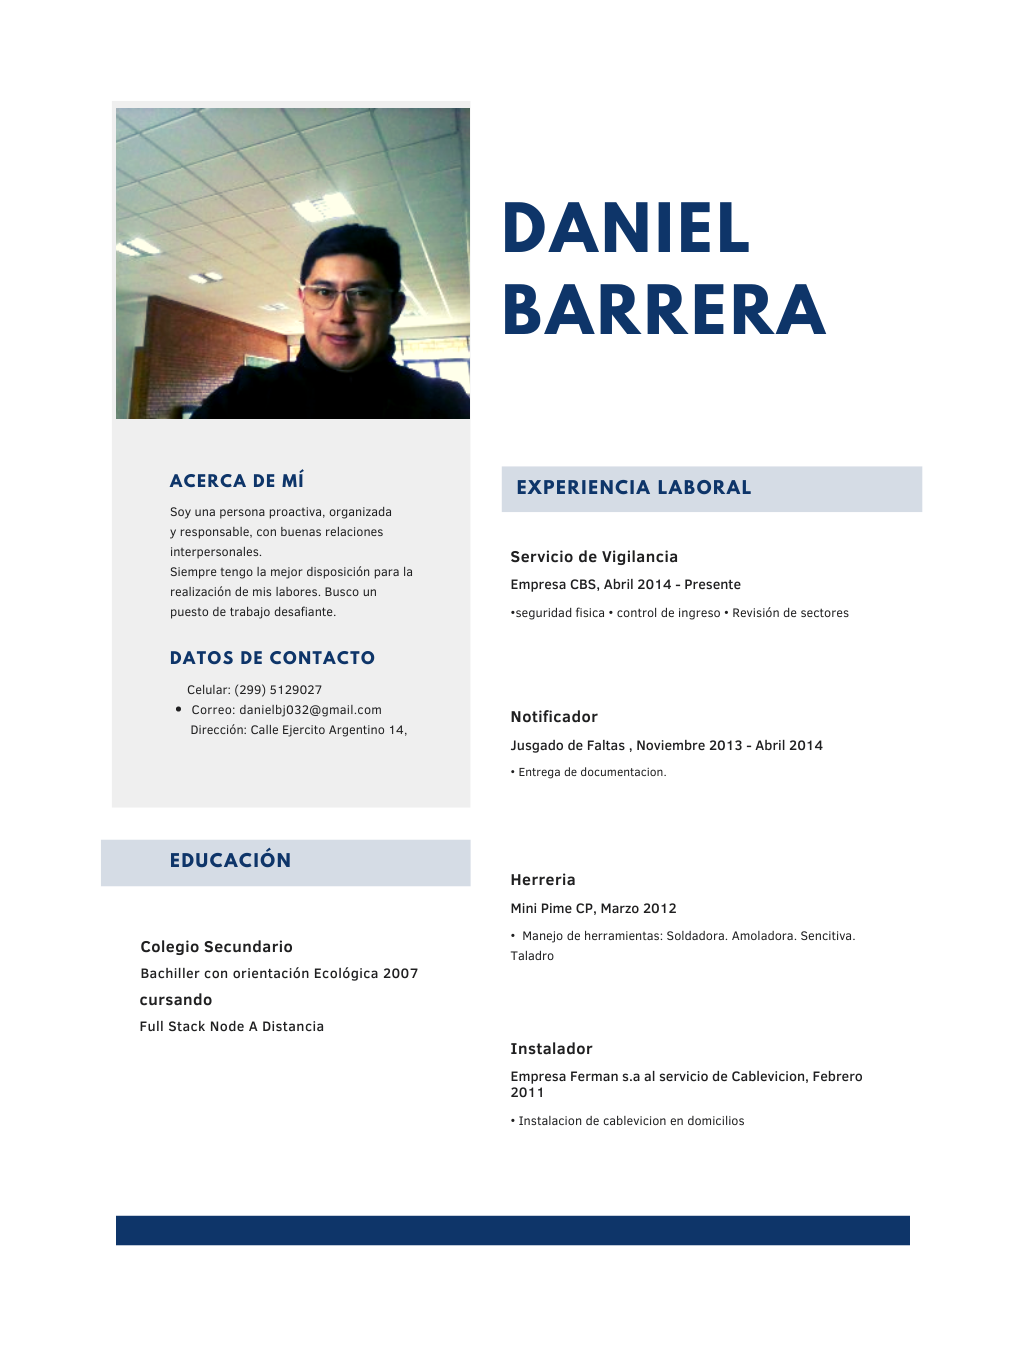 DANIEL
BARRERA
ACERCA DE MÍ
Soy una persona proactiva, organizada
y responsable, con buenas relaciones
interpersonales.
Siempre tengo la mejor disposición para la
realización de mis labores. Busco un
puesto de trabajo desafiante.
DATOS DE CONTACTO
Celular: (299) 5129027
• Correo: danielbj032@gmail.com
Dirección: Calle Ejercito Argentino 14,
EDUCACIÓN
Colegio Secundario
Bachiller con orientación Ecológica 2007
cursando
Full Stack Node A Distancia
EXPERIENCIA LABORAL
Servicio de Vigilancia
Empresa CBS, Abril 2014 - Presente
•seguridad fisica • control de ingreso • Revisión de sectores
Notificador
Jusgado de Faltas , Noviembre 2013 - Abril 2014
• Entrega de documentacion.
Herreria
Mini Pime CP, Marzo 2012
• Manejo de herramientas: Soldadora. Amoladora. Sencitiva.
Taladro
Instalador
Empresa Ferman s.a al servicio de Cablevicion, Febrero
2011
• Instalacion de cablevicion en domicilios